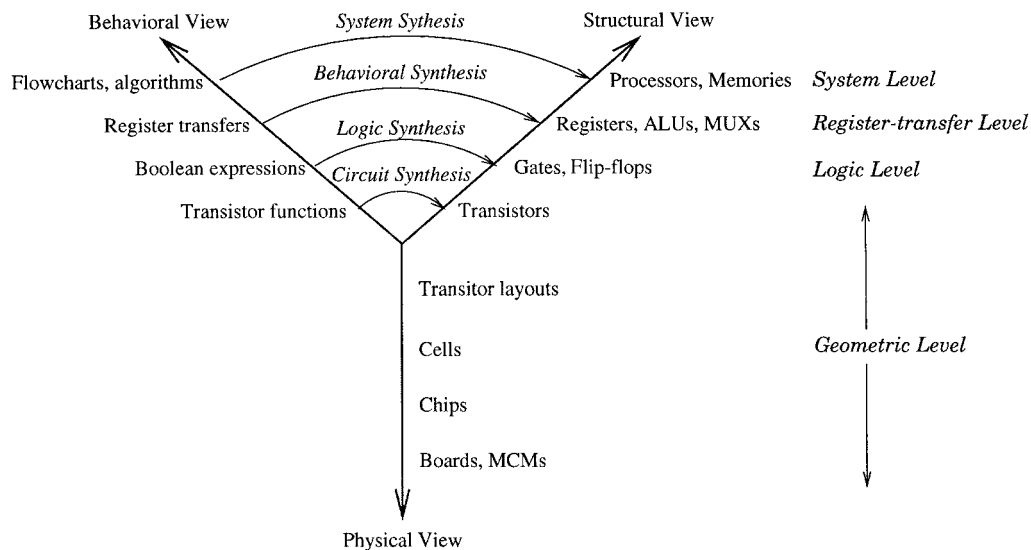 Behavioral View
System Sythesis
Structural View
Flowcharts, algorithms
Behavioral Synthesis
Processors, Memories
System Level
Register transfers
Logic Synthesis
Registers, ALUs, MUXs
Register-transfer Level
Boolean expressions
Circuit Synthesis
Gates, Flip-flops
Logic Level
Transistor functions
Transistors
Transitor layouts
Cells
Geometric Level
Chips
Boards, MCMs
Physical View